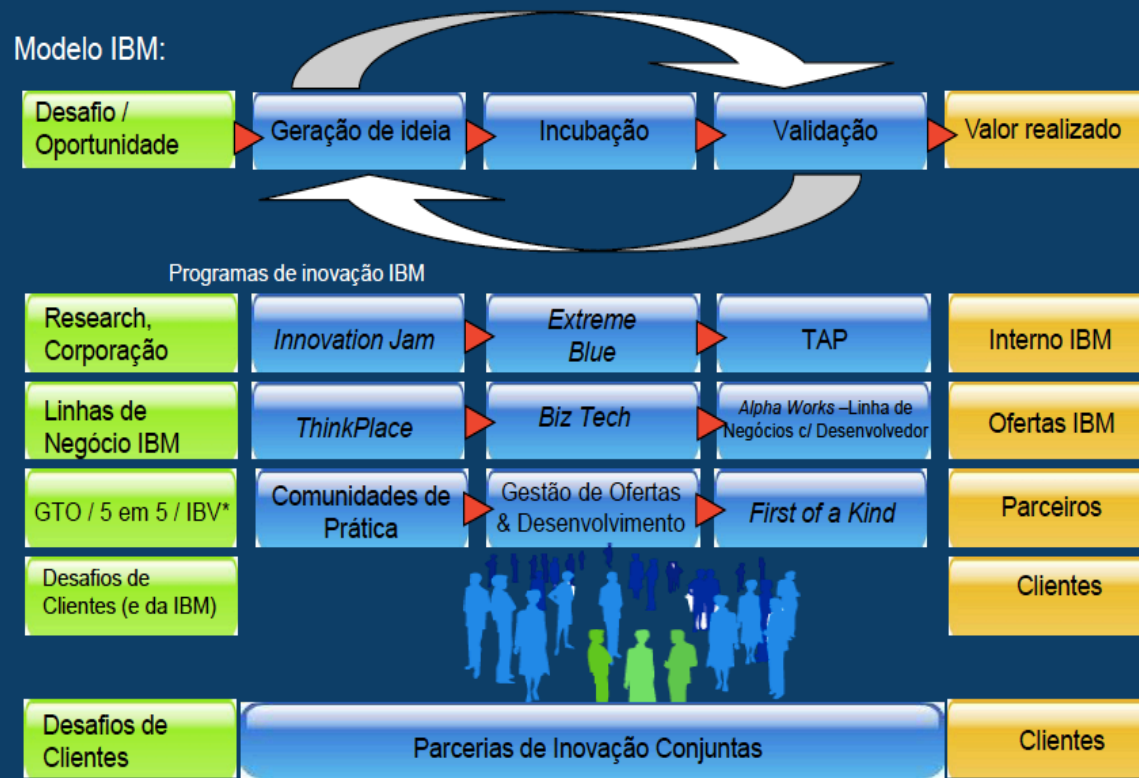 Modelo IBM:
Desafio /
Oportunidade
Geração de ideia
Incubação
Validação
Valor realizado
Programas de inovação IBM
Research,
Corporação
Innovation Jam
Extreme
Blue
TAP
Interno IBM
Linhas de
Negócio IBM
ThinkPlace
Biz Tech
Alpha Works –Linha de
Negócios c/ Desenvolvedor
Ofertas IBM
GTO / 5 em 5 / IBV*
Comunidades de
Prática
Gestão de Ofertas
& Desenvolvimento
First of a Kind
Parceiros
Desafios de
Clientes (e da IBM)
Clientes
Desafios de
Clientes
Parcerias de Inovação Conjuntas
Clientes